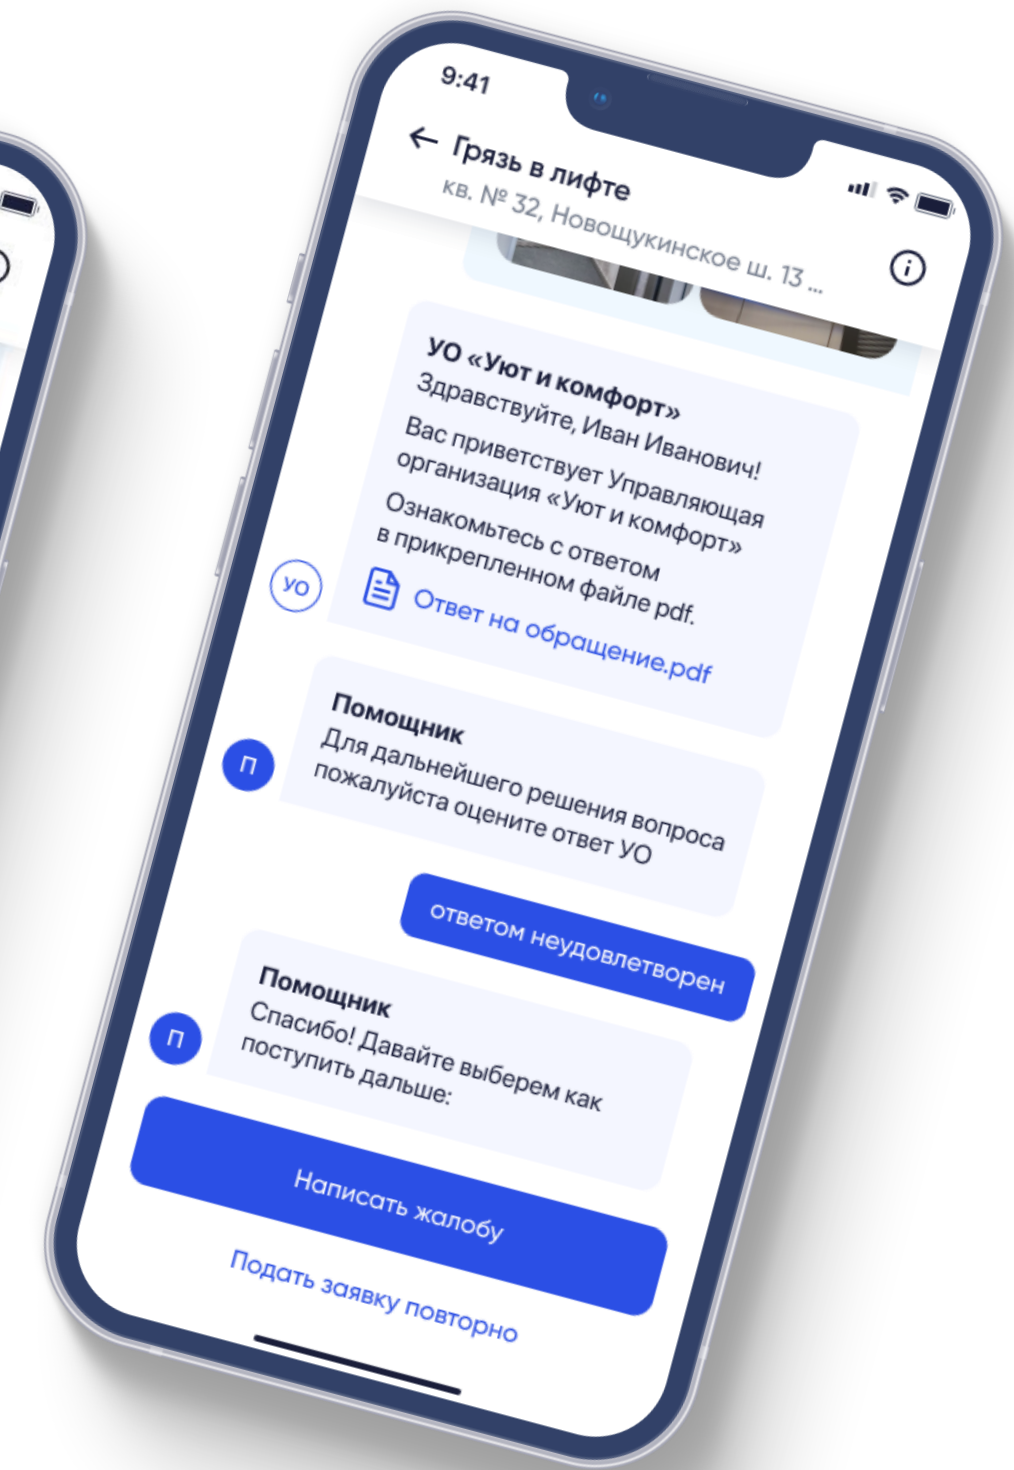 9:41
Грязь в лифте
кв. № 32, Новощукинское ш. 13 ...
УО «Уют и комфорт»
Здравствуйте, Иван Иванович!
Вас приветствует Управляющая
организация «Уют и комфорт»
Ознакомьтесь с ответом
в прикрепленном файле pdf.
Ответ на обращение.pdf
УО
Помощник
Для дальнейшего решения вопроса
пожалуйста оцените ответ УО
П
ответом неудовлетворен
Помощник
Спасибо! Давайте выберем как
поступить дальше:
П
Написать жалобу
Подать заявку повторно